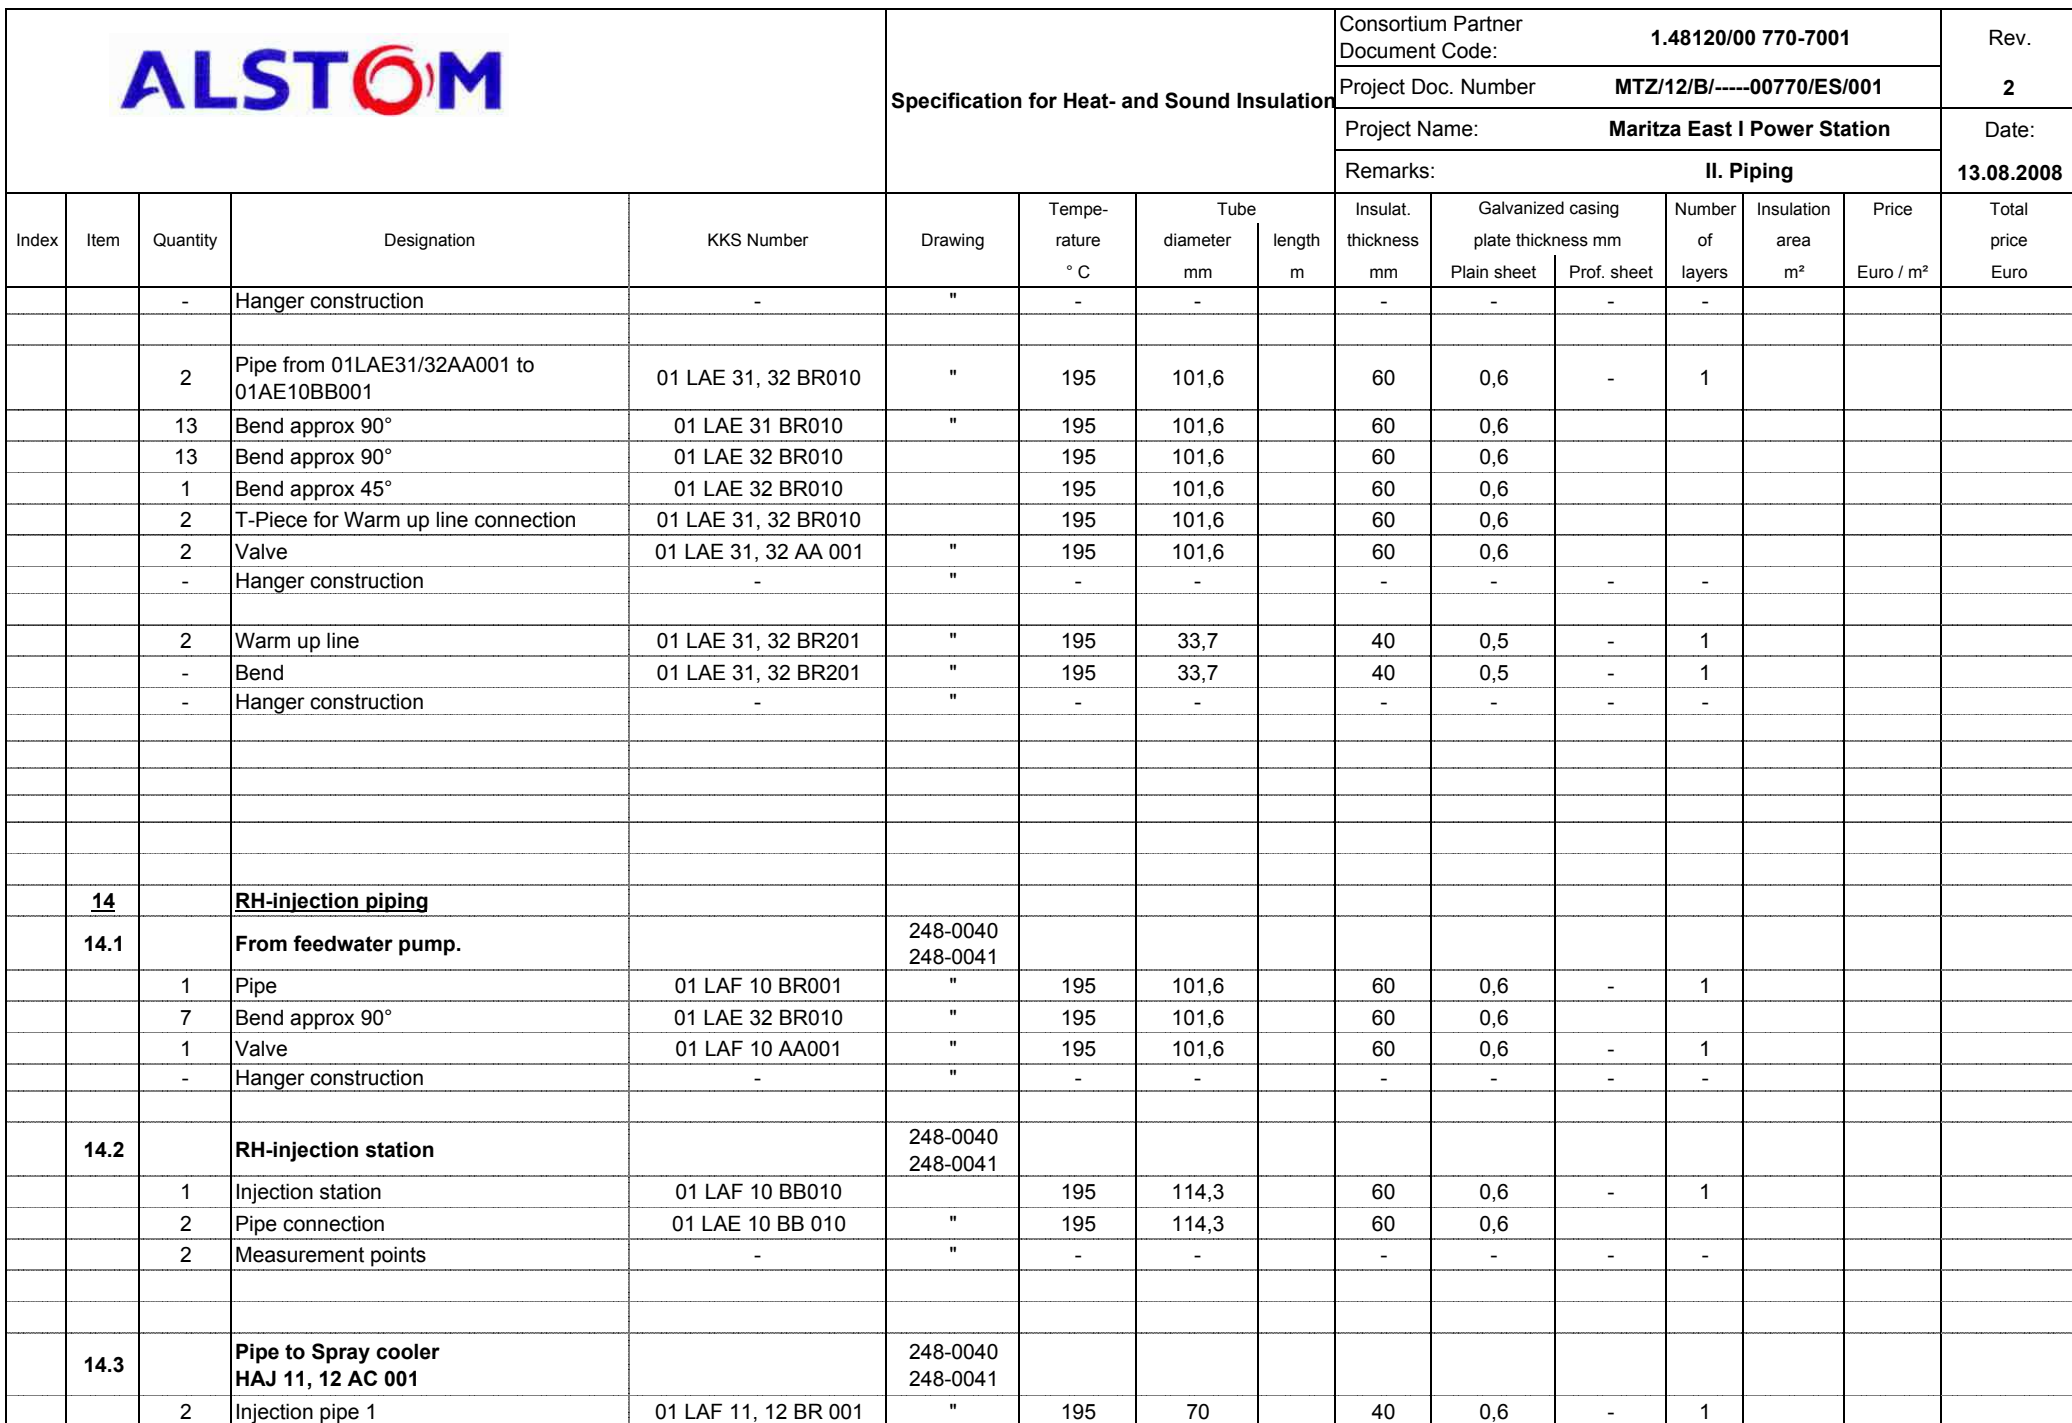 ALSTOM
Specification for Heat- and Sound Insulation
Consortium Partner
Document Code:
1.48120/00 770-7001
Rev.
Project Doc. Number
MTZ/12/B/-----00770/ES/001
2
Project Name:
Maritza East I Power Station
Date:
Remarks:
II. Piping
13.08.2008
Index Item Quantity Designation KKS Number Drawing Tempe- rature ° C Tube diameter mm length m Insulat. thickness mm Galvanized casing plate thickness mm Plain sheet Prof. sheet Number of layers Insulation area m² Price Euro / m² Total price Euro
- Hanger construction - " - - - - - -
2 Pipe from 01LAE31/32AA001 to
01AE10BB001 01 LAE 31, 32 BR010 " 195 101,6 60 0,6 - 1
13 Bend approx 90° 01 LAE 31 BR010 " 195 101,6 60 0,6
13 Bend approx 90° 01 LAE 32 BR010 195 101,6 60 0,6
1 Bend approx 45° 01 LAE 32 BR010 195 101,6 60 0,6
2 T-Piece for Warm up line connection 01 LAE 31, 32 BR010 195 101,6 60 0,6
2 Valve 01 LAE 31, 32 AA 001 " 195 101,6 60 0,6
- Hanger construction - " - - - - - -
2 Warm up line 01 LAE 31, 32 BR201 " 195 33,7 40 0,5 - 1
- Bend 01 LAE 31, 32 BR201 " 195 33,7 40 0,5 - 1
- Hanger construction - " - - - - - -
14 RH-injection piping
14.1 From feedwater pump. 248-0040
248-0041
1 Pipe 01 LAF 10 BR001 " 195 101,6 60 0,6 - 1
7 Bend approx 90° 01 LAE 32 BR010 " 195 101,6 60 0,6
1 Valve 01 LAF 10 AA001 " 195 101,6 60 0,6 - 1
- Hanger construction - " - - - - - -
14.2 RH-injection station 248-0040
248-0041
1 Injection station 01 LAF 10 BB010 195 114,3 60 0,6 - 1
2 Pipe connection 01 LAE 10 BB 010 " 195 114,3 60 0,6
2 Measurement points - " - - - - - -
14.3 Pipe to Spray cooler 248-0040
HAJ 11, 12 AC 001 248-0041
2 Injection pipe 1 01 LAF 11, 12 BR 001 " 195 70 40 0,6 - 1